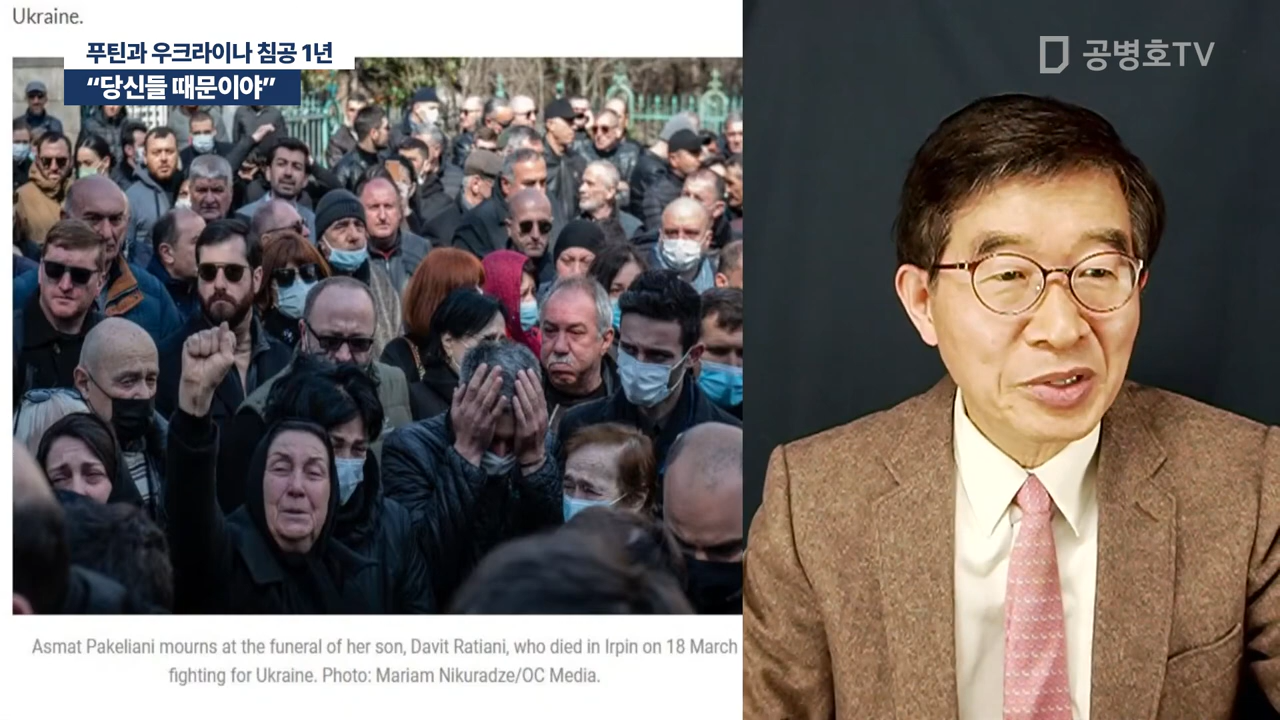 Ukraine.
푸틴과 우크라이나 침공 1년
“당신들 때문이야”
공병호TV
Asmat Pakeliani mourns at the funeral of her son, Davit Ratiani, who died in Irpin on 18 March
fighting for Ukraine. Photo: Mariam Nikuradze/OC Media.